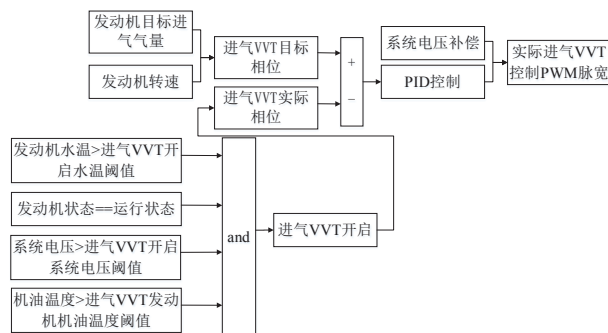 发动机目标进
气气量
发动机转速
进气VVT目标
相位
进气VVT实际
相位
+
−
系统电压补偿
PID控制
实际进气VVT
控制PWM脉宽
发动机水温>进气VVT开
启水温阈值
发动机状态==运行状态
系统电压>进气VVT开启
系统电压阈值
机油温度>进气VVT发动
机机油温度阈值
and
进气VVT开启